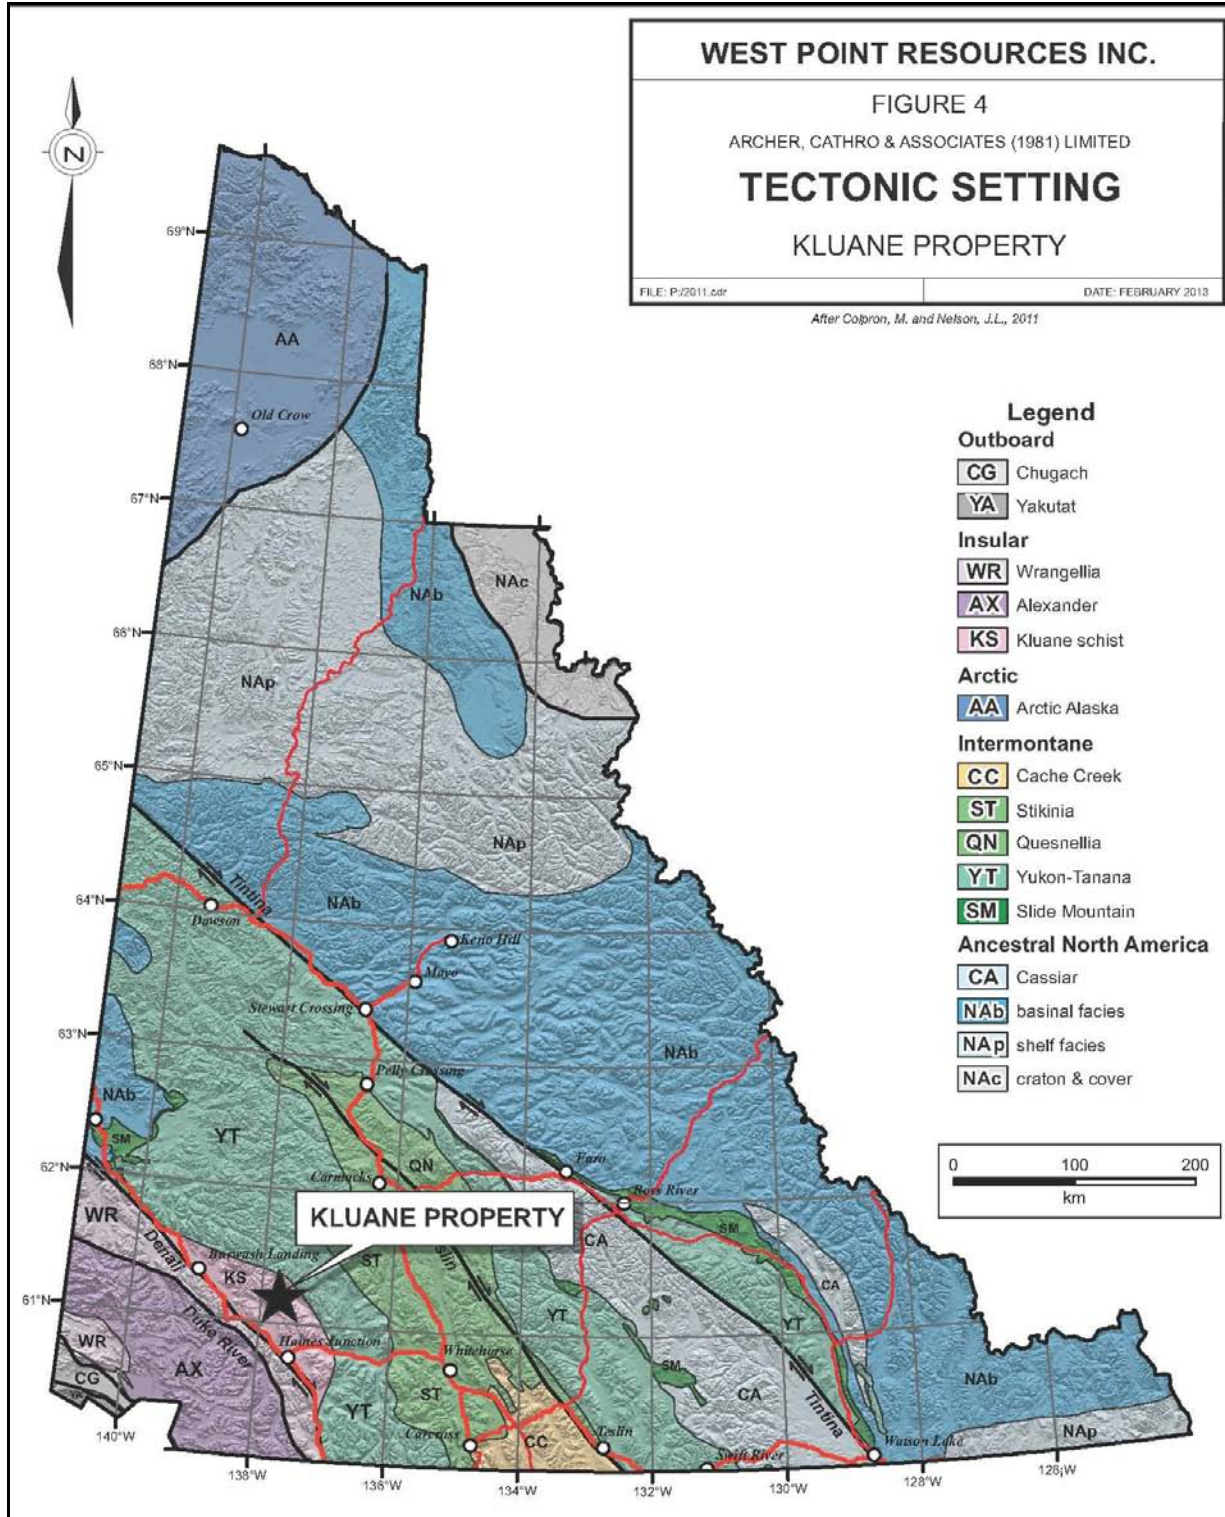 WEST POINT RESOURCES INC.
FIGURE 4
ARCHER, CATHRO & ASSOCIATES (1981) LIMITED
TECTONIC SETTING
KLUANE PROPERTY
FILE: P:/2011.cdr
DATE: FEBRUARY 2013
After Colpron, M. and Nelson, J.L., 2011
N
69°N
68°N
67°N
66°N
65°N
64°N
63°N
62°N
61°N
AA
Old Crow
NAb
NAc
NAp
NAp
Tintina
NAb
Dawson
Keno Hill
Mayo
Stewart Crossing
NAb
Pelly Crossing
NAb
YT
SM
QN
Faro
Carmacks
Ross River
KLUANE PROPERTY
WR
SM
CA
Denali
Burwash Landing
ST
slin
KS
CA
Duke River
YT
YT
Haines Junction
WR
Whitehorse
AX
SM
CG
ST
CA
Tintina
NAb
YA
YT
Carcross
CC
Teslin
Swift River
Watson Lake
NAp
140°W
138°W
136°W
134°W
132°W
130°W
128°W
126°W
Legend
Outboard
CG Chugach
YA Yakutat
Insular
WR Wrangellia
AX Alexander
KS Kluane schist
Arctic
AA Arctic Alaska
Intermontane
CC Cache Creek
ST Stikinia
QN Quesnellia
YT Yukon-Tanana
SM Slide Mountain
Ancestral North America
CA Cassiar
NAb basinal facies
NAp shelf facies
NAc craton & cover
0 100 200
km